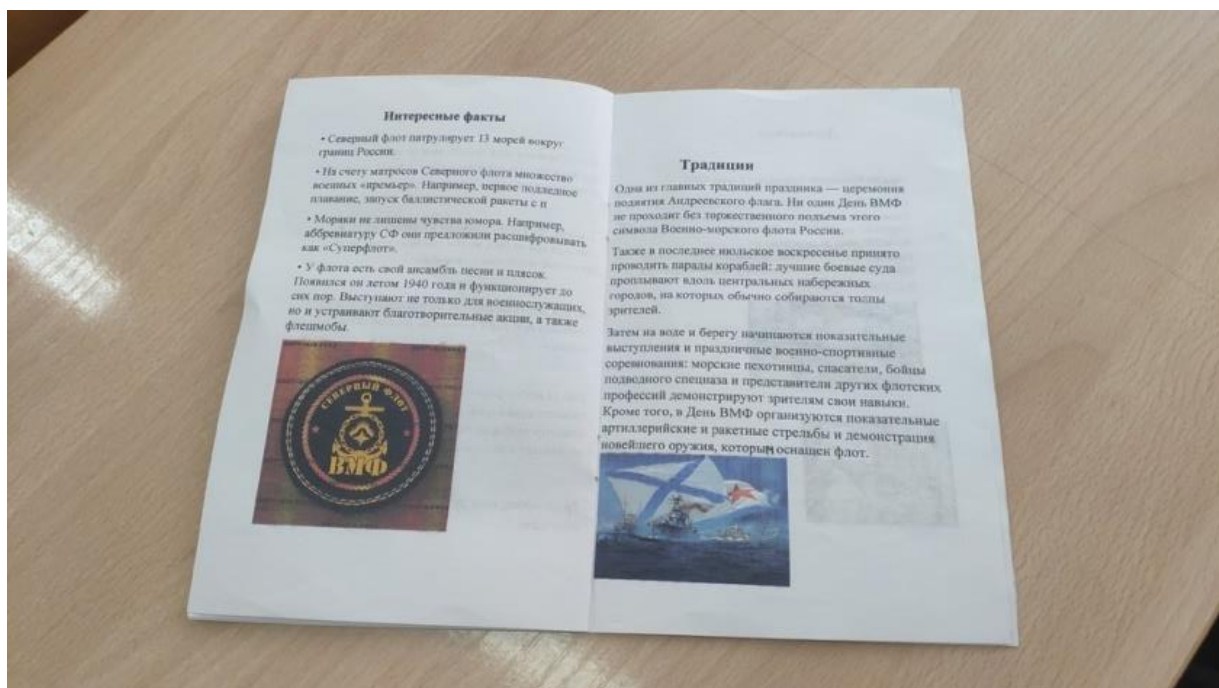 Интересные факты
• Северный флот патрулирует 13 морей вокруг
границ России.
• На счету матросов Северного флота множество
военных «премьер». Например, первое подледное
плавание, запуск баллистической ракеты с п
• Моряки не лишены чувства юмора. Например,
аббревиатуру СФ они предложили расшифровывать
как «Суперфлот».
• У флота есть свой ансамбль песни и плясок.
Появился он летом 1940 года и функционирует до
сих пор. Выступают не только для военнослужащих,
но и устраивают благотворительные акции, а также
флешмобы.
СЕВЕРНЫЙ ФЛОТ
ВМФ
Традиции
Одна из главных традиций праздника — церемония
поднятия Андреевского флага. Ни один День ВМФ
не проходит без торжественного подъема этого
символа Военно-морского флота России.
Также в последнее июльское воскресенье принято
проводить парады кораблей: лучшие боевые суда
проплывают вдоль центральных набережных
городов, на которых обычно собираются толпы
зрителей.
Затем на воде и берегу начинаются показательные
выступления и праздничные военно-спортивные
соревнования: морские пехотинцы, спасатели, бойцы
подводного спецназа и представители других флотских
профессий демонстрируют зрителям свои навыки.
Кроме того, в День ВМФ организуются показательные
артиллерийские и ракетные стрельбы и демонстрация
новейшего оружия, которым оснащен флот.